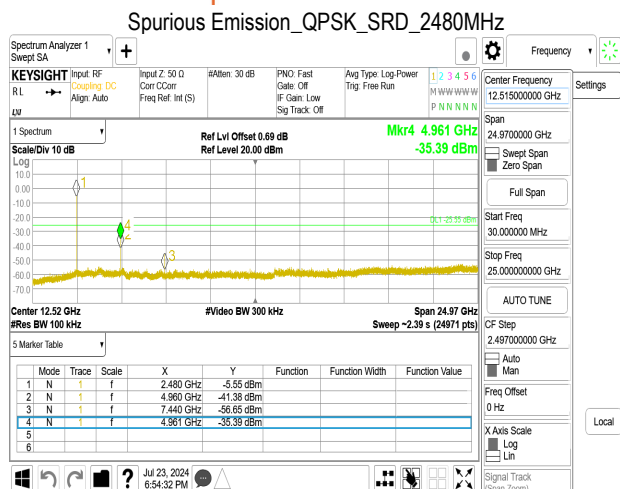 Spurious Emission_QPSK_SRD_2480MHz
Spectrum Analyzer 1
Swept SA
Frequency
KEYSIGHT Input: RF Input Z: 50 Ω #Atten: 30 dB PNO: Fast Avg Type: Log-Power 1 2 3 4 5 6
RL Coupling: DC Corr CCorr Gate: Off Trig: Free Run M W W W W W
Align: Auto Freq Ref: Int (S) IF Gain: Low
LXI Sig Track: Off P N N N N N
Center Frequency
12.515000000 GHz
Settings
Span
24.9700000 GHz
Swept Span
Zero Span
Full Span
Start Freq
30.000000 MHz
Stop Freq
25.000000000 GHz
AUTO TUNE
CF Step
2.497000000 GHz
Auto
Man
Freq Offset
0 Hz
X Axis Scale
Log
Lin
Local
Signal Track
(Span Zoom)
1 Spectrum Ref Lvl Offset 0.69 dB Mkr4 4.961 GHz
Scale/Div 10 dB Ref Level 20.00 dBm -35.39 dBm
Log
10.0
0.00
-10.0
-20.0
-30.0
-40.0
-50.0
-60.0
-70.0
1
4
2
3
DL1 -25.55 dBm
Center 12.52 GHz #Video BW 300 kHz Span 24.97 GHz
#Res BW 100 kHz Sweep ~2.39 s (24971 pts)
5 Marker Table
Mode Trace Scale X Y Function Function Width Function Value
1 N 1 f 2.480 GHz -5.55 dBm
2 N 1 f 4.960 GHz -41.38 dBm
3 N 1 f 7.440 GHz -56.65 dBm
4 N 1 f 4.961 GHz -35.39 dBm
5
6
? Jul 23, 2024
6:54:32 PM